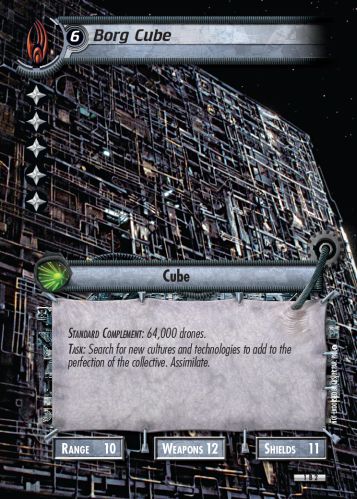 6 Borg Cube
Cube
STANDARD COMPLEMENT: 64,000 drones.
TASK: Search for new cultures and technologies to add to the
perfection of the collective. Assimilate.
RANGE 10 WEAPONS 12 SHIELDS 11